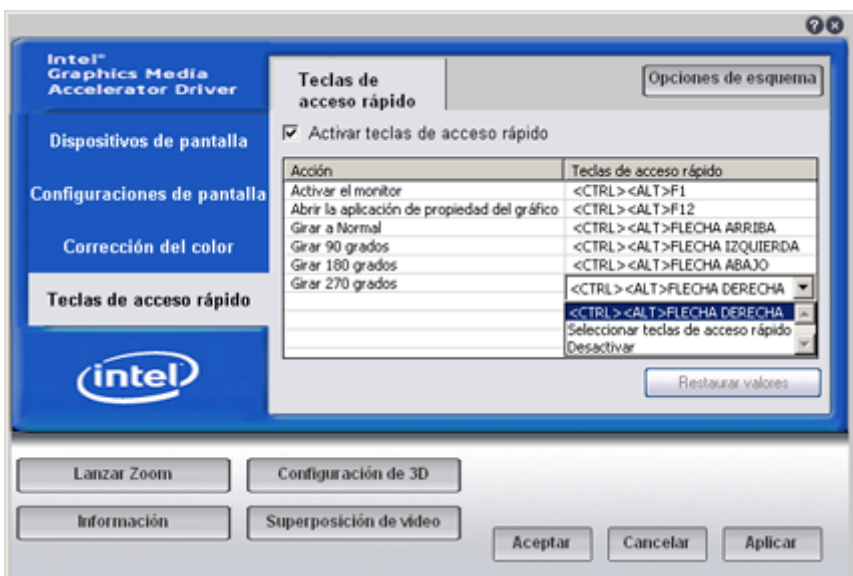 Intel®
Graphics Media
Accelerator Driver
Dispositivos de pantalla
Configuraciones de pantalla
Corrección del color
Teclas de acceso rápido
intel
Teclas de
acceso rápido
Opciones de esquema
Activar teclas de acceso rápido
Acción Teclas de acceso rápido
Activar el monitor <CTRL><ALT>F1
Abrir la aplicación de propiedad del gráfico <CTRL><ALT>F12
Girar a Normal <CTRL><ALT>FLECHA ARRIBA
Girar 90 grados <CTRL><ALT>FLECHA IZQUIERDA
Girar 180 grados <CTRL><ALT>FLECHA ABAJO
Girar 270 grados <CTRL><ALT>FLECHA DERECHA
<CTRL><ALT>FLECHA DERECHA
Seleccionar teclas de acceso rápido
Desactivar
Restaurar valores
Lanzar Zoom
Configuración de 3D
Información
Superposición de vídeo
Aceptar
Cancelar
Aplicar